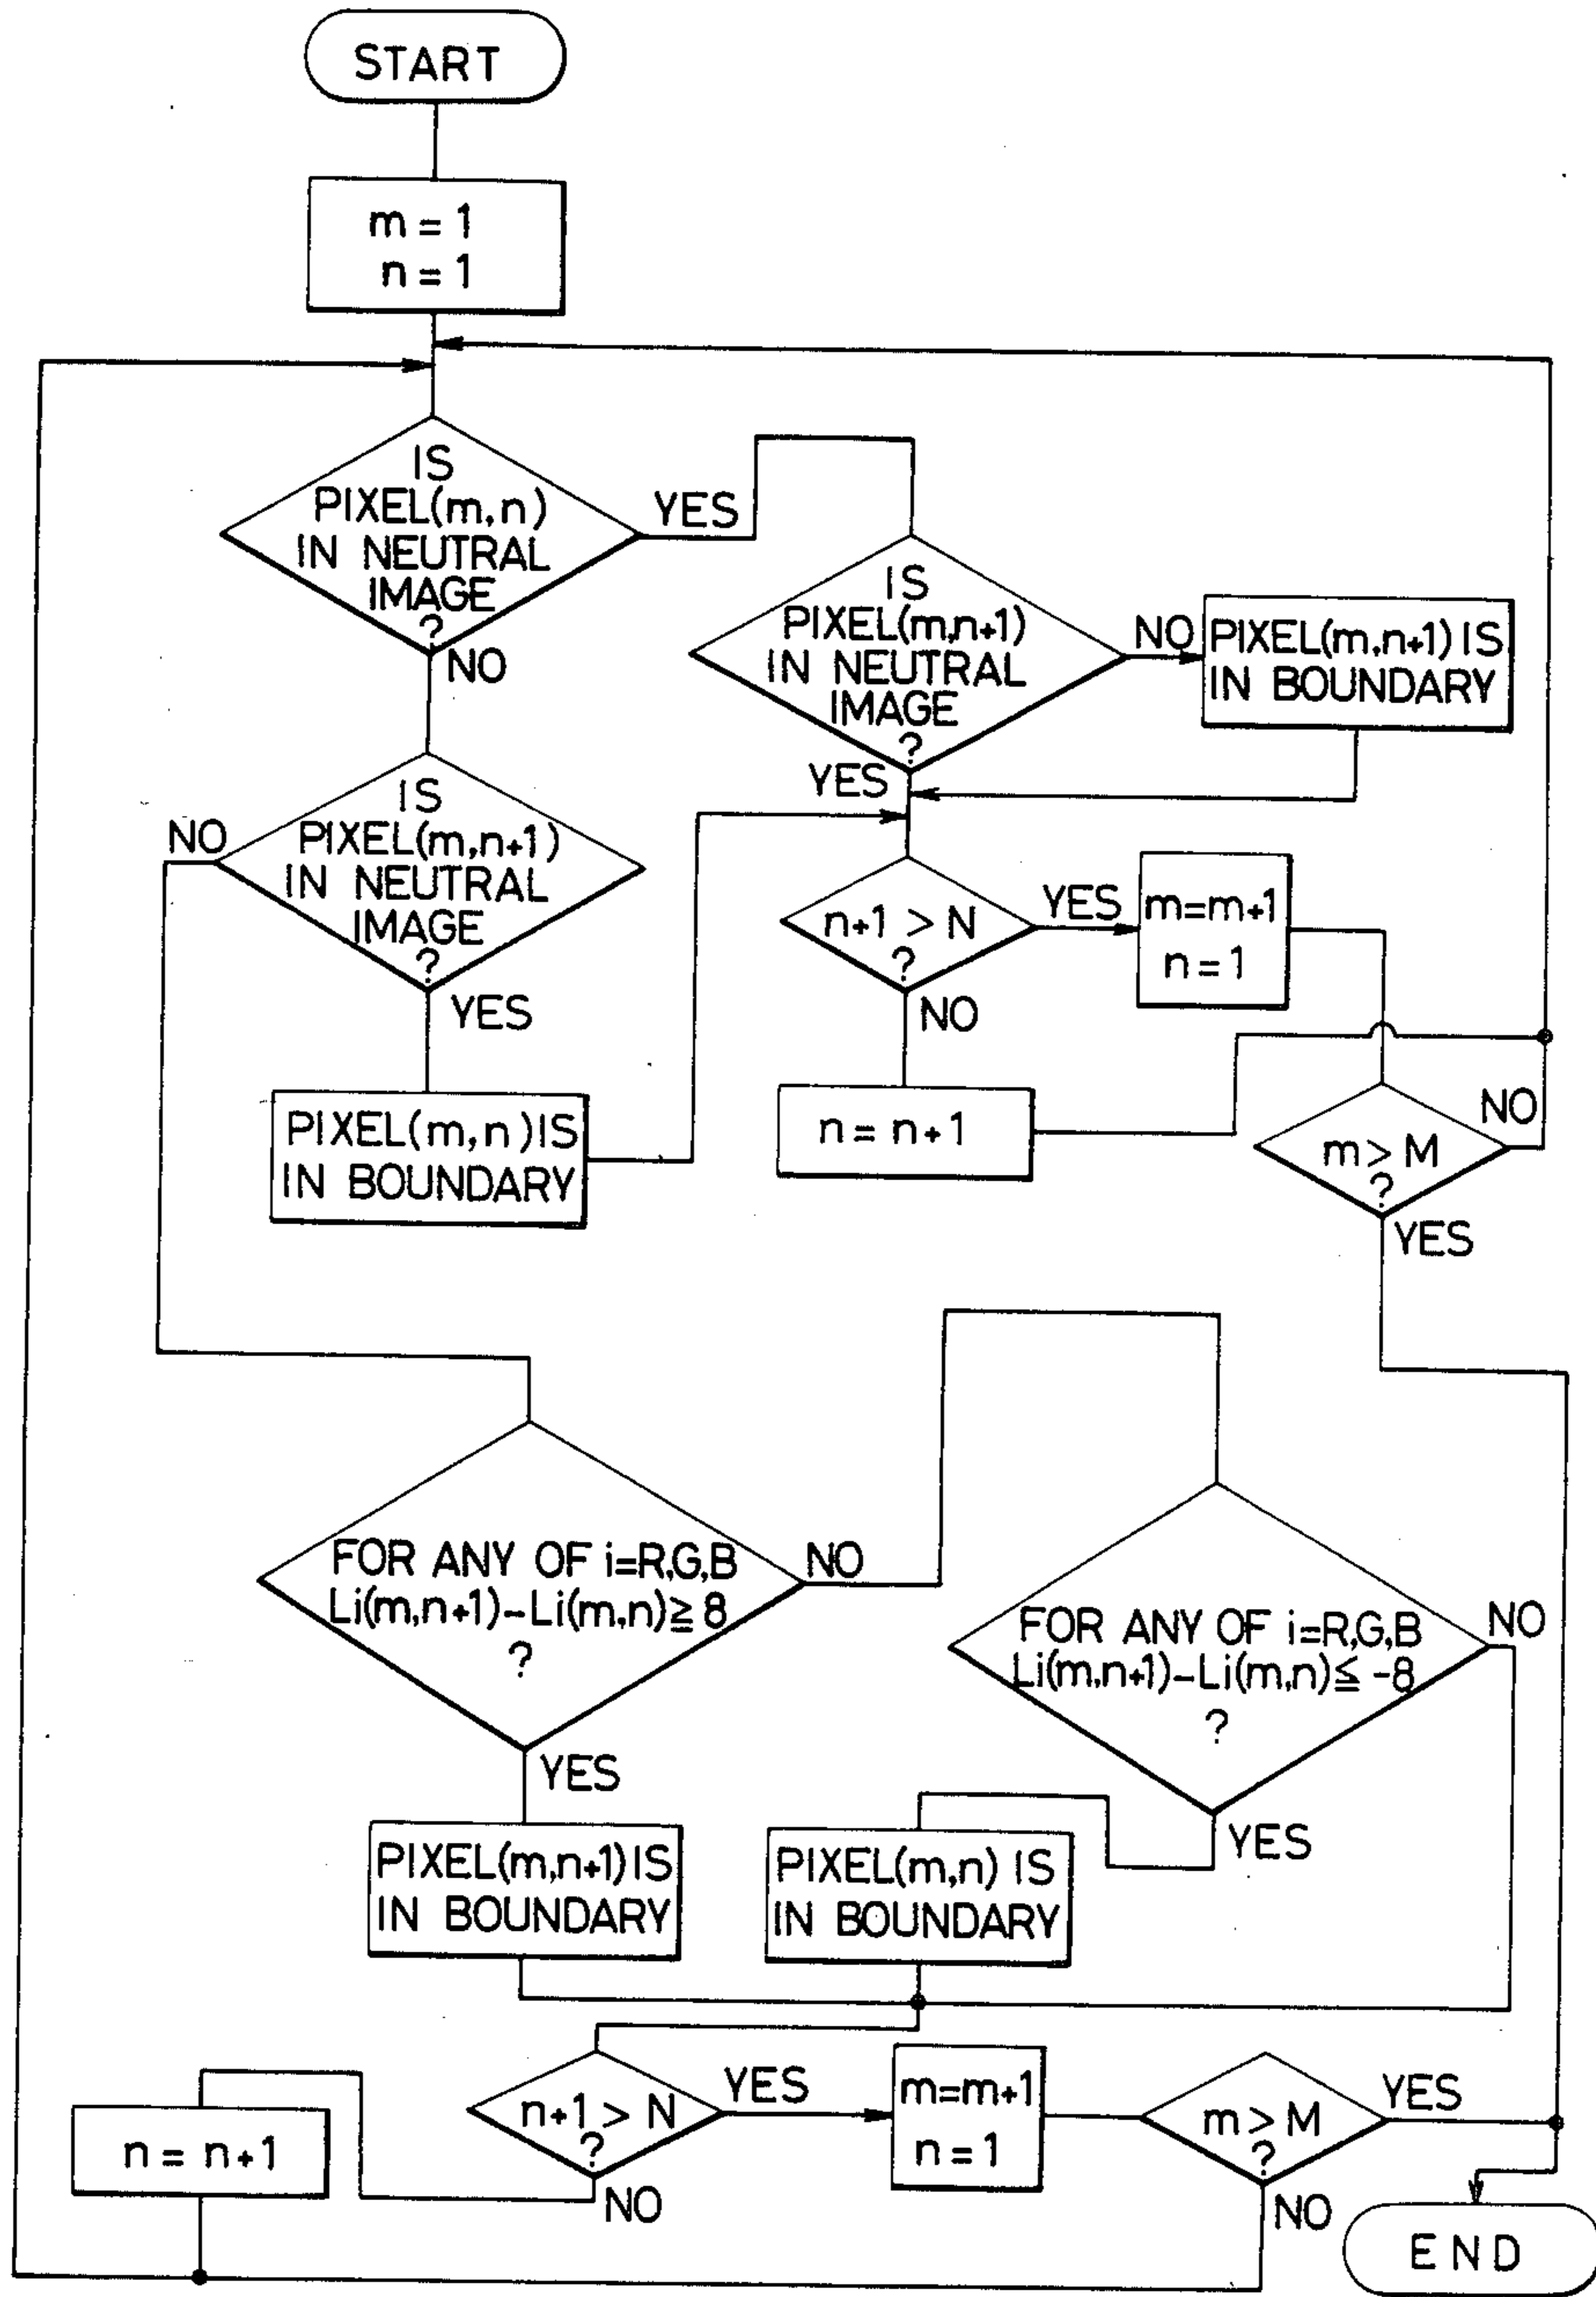 START
m = 1
n = 1
IS
PIXEL(m,n)
IN NEUTRAL
IMAGE
?
YES
NO
IS
PIXEL(m,n+1)
IN NEUTRAL
IMAGE
?
NO
YES
PIXEL(m,n+1) IS
IN BOUNDARY
IS
PIXEL(m,n+1)
IN NEUTRAL
IMAGE
?
NO
YES
n+1 > N
?
YES
NO
m=m+1
n = 1
PIXEL(m,n) IS
IN BOUNDARY
n = n+1
m > M
?
NO
YES
FOR ANY OF i=R,G,B
Li(m,n+1)-Li(m,n) ≧ 8
?
NO
YES
FOR ANY OF i=R,G,B
Li(m,n+1)-Li(m,n) ≦ -8
?
NO
YES
PIXEL(m,n+1) IS
IN BOUNDARY
PIXEL(m,n) IS
IN BOUNDARY
n+1 > N
?
YES
NO
m=m+1
n = 1
m > M
?
YES
NO
n = n+1
END